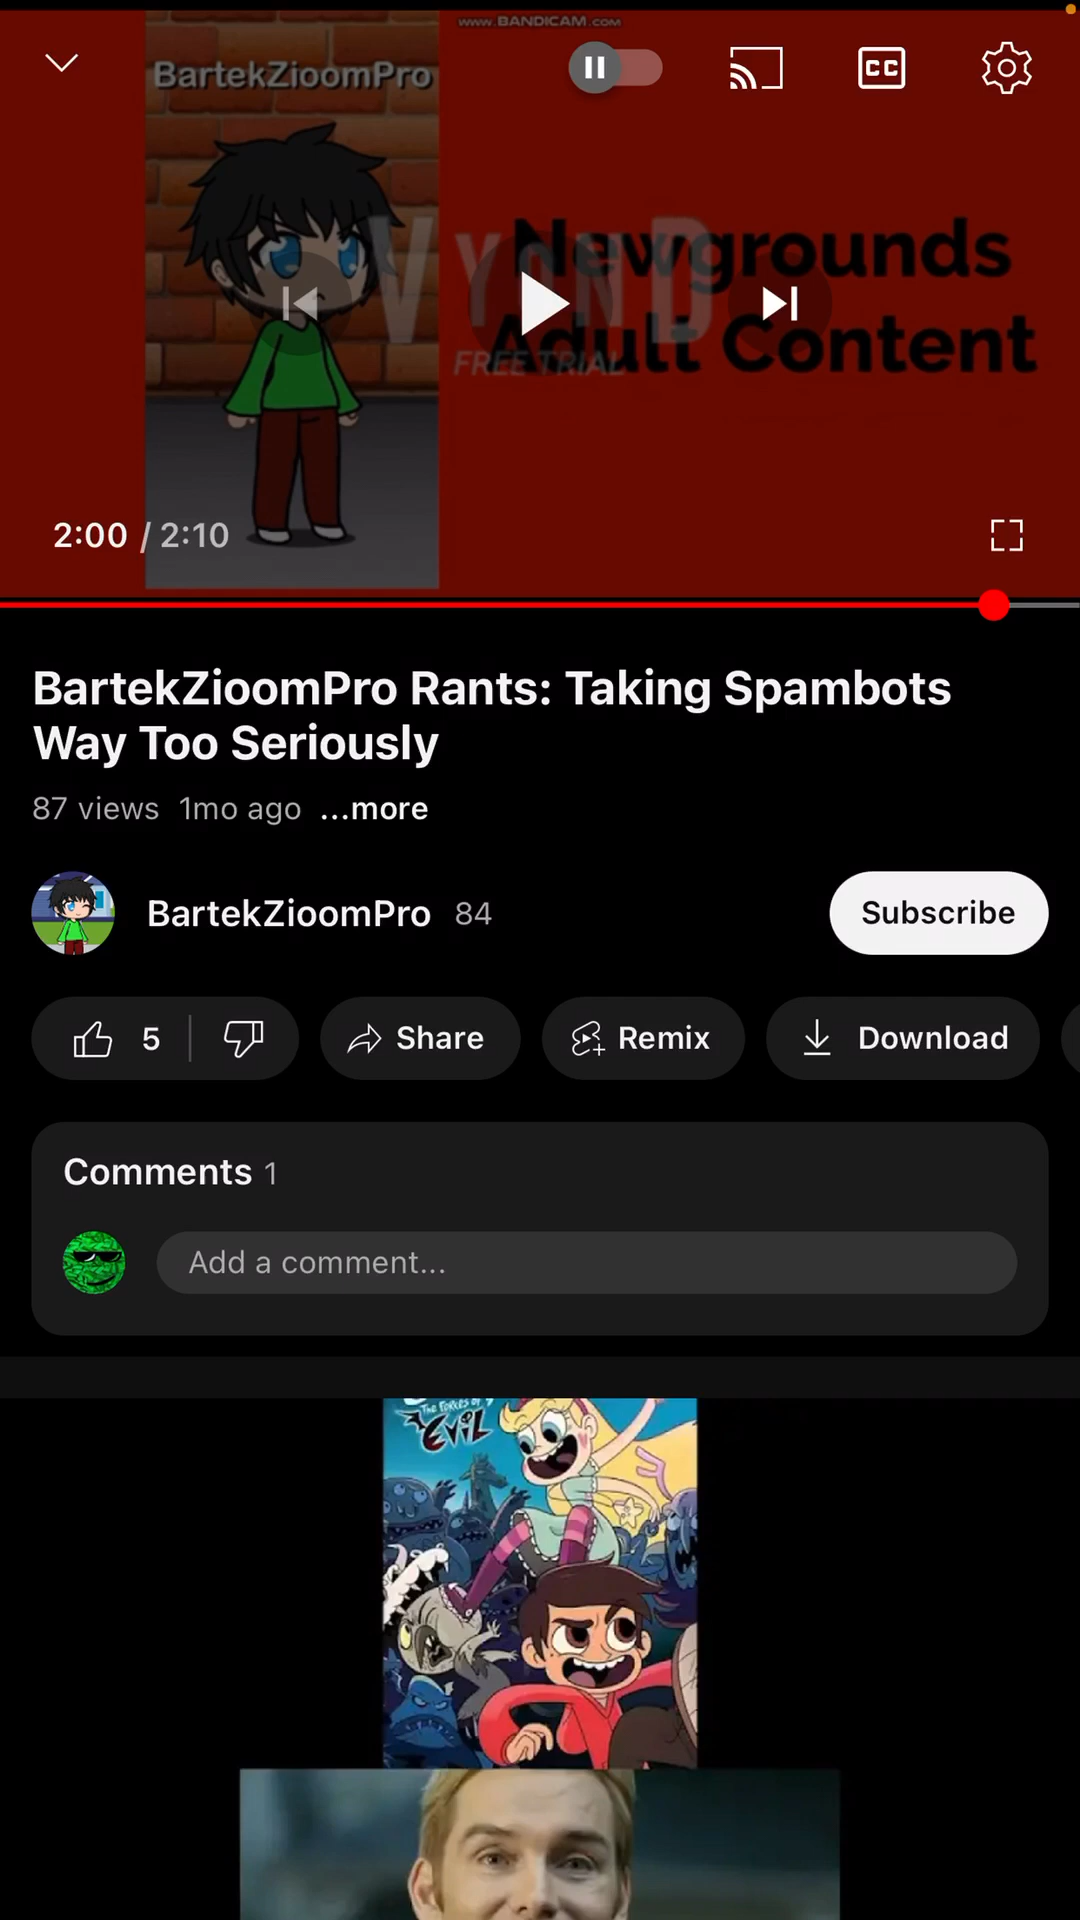 www.BANDICAM.com
BartekZioomPro
CC
Newgrounds
Adult Content
VYOND
FREE TRIAL
2:00 / 2:10
BartekZioomPro Rants: Taking Spambots
Way Too Seriously
87 views 1mo ago ...more
BartekZioomPro 84
Subscribe
5
Share
Remix
Download
Comments 1
Add a comment...
THE FORCES OF
EVIL